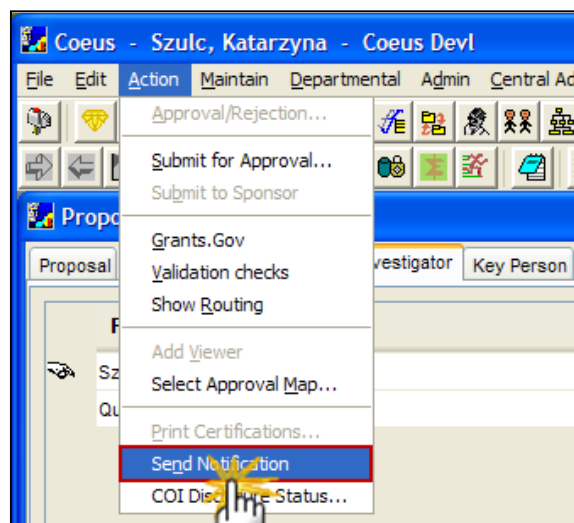 Coeus - Szulc, Katarzyna - Coeus Devl
File Edit Action Maintain Departmental Admin Central Ad
Approval/Rejection...
Submit for Approval...
Submit to Sponsor
Propo
Grants.Gov
Proposal Validation checks vestigator Key Person
Show Routing
Add Viewer
Sz
Select Approval Map...
Qu
Print Certifications...
Send Notification
COI Disclosure Status...